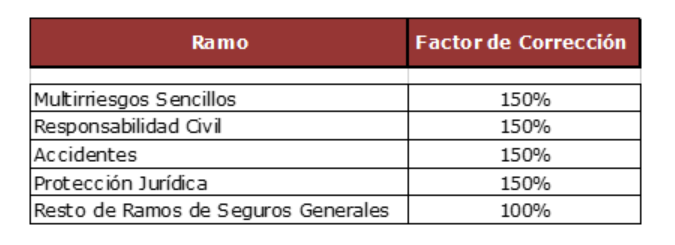 Ramo Factor de Corrección
Multirriesgos Sencillos 150%
Responsabilidad Civil 150%
Accidentes 150%
Protección Jurídica 150%
Resto de Ramos de Seguros Generales 100%